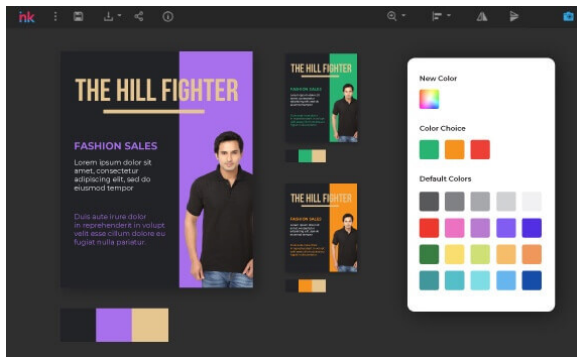 nk
THE HILL FIGHTER
FASHION SALES
Lorem ipsum dolor sit
amet, consectetur
adipiscing elit, sed do
eiusmod tempor
Duis aute irure dolor
in reprehenderit in volupt
velit esse cillum dolore eu
fugiat nulla pariatur.
THE HILL FIGHTER
FASHION SALES
THE HILL FIGHTER
FASHION SALES
New Color
Color Choice
Default Colors